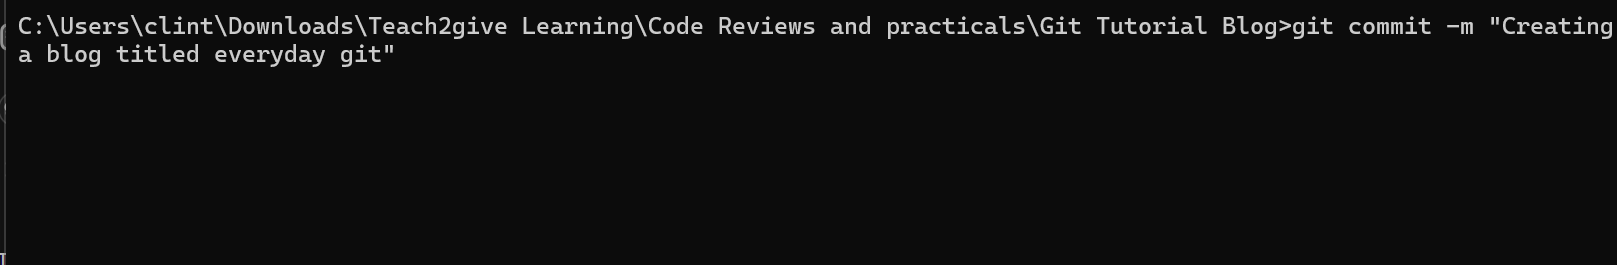 C:\Users\clint\Downloads\Teach2give Learning\Code Reviews and practicals\Git Tutorial Blog>git commit -m "Creating
a blog titled everyday git"